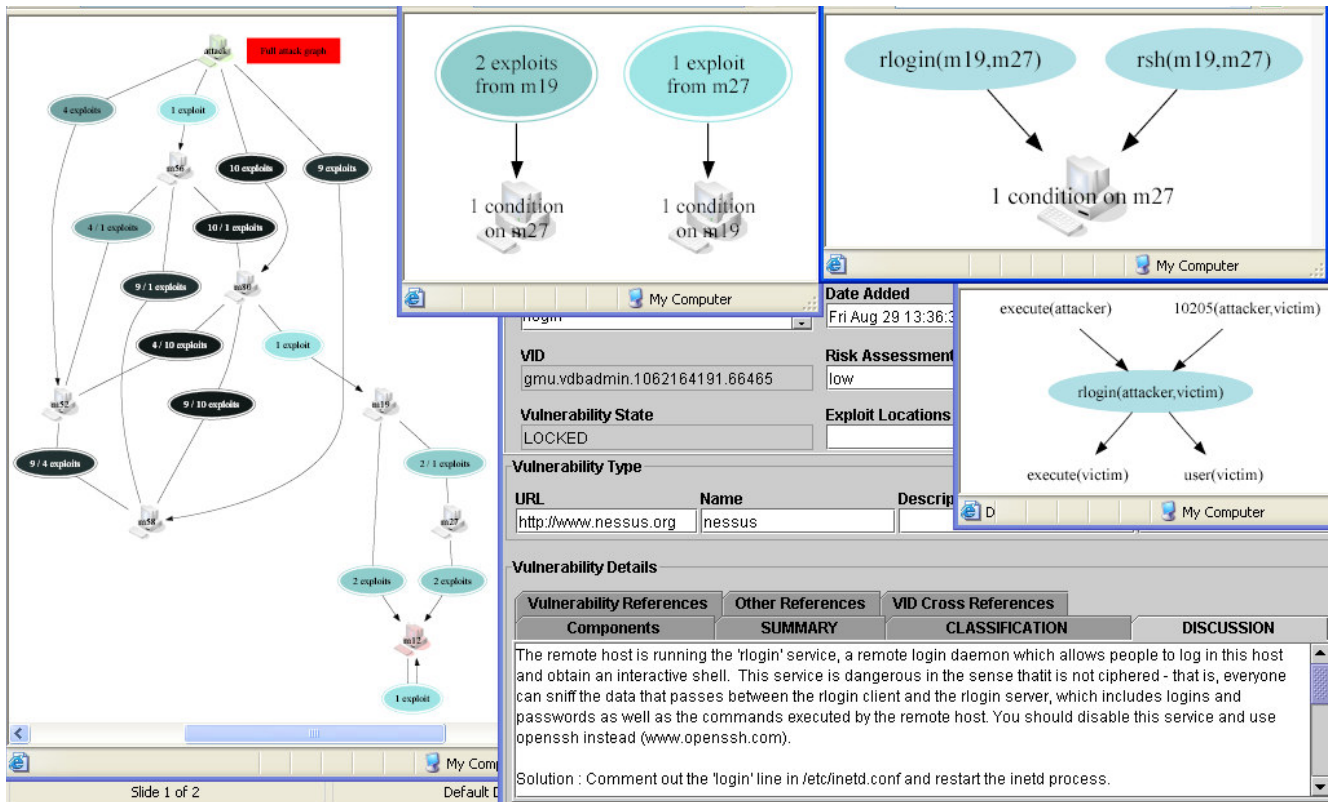 attack
Full attack graph
4 exploits
1 exploit
m56
10 exploits
9 exploits
4 / 1 exploits
10 / 1 exploits
9 / 1 exploits
m80
4 / 10 exploits
1 exploit
m52
9 / 10 exploits
m19
9 / 4 exploits
2 / 1 exploits
m58
m27
2 exploits
2 exploits
m12
1 exploit
My Comp
Slide 1 of 2
Default D
2 exploits
from m19
1 exploit
from m27
1 condition
on m27
1 condition
on m19
My Computer
rlogin(m19,m27)
rsh(m19,m27)
1 condition on m27
My Computer
rlogin
Date Added
Fri Aug 29 13:36:3
VID
gmu.vdbadmin.1062164191.66465
Risk Assessment
low
Vulnerability State
LOCKED
Exploit Locations
execute(attacker)
10205(attacker,victim)
rlogin(attacker,victim)
execute(victim)
user(victim)
D
My Computer
Vulnerability Type
URL
Name
Descrip
http://www.nessus.org
nessus
Vulnerability Details
Vulnerability References
Other References
VID Cross References
Components
SUMMARY
CLASSIFICATION
DISCUSSION
The remote host is running the 'rlogin' service, a remote login daemon which allows people to log in this host
and obtain an interactive shell. This service is dangerous in the sense thatit is not ciphered - that is, everyone
can sniff the data that passes between the rlogin client and the rlogin server, which includes logins and
passwords as well as the commands executed by the remote host. You should disable this service and use
openssh instead (www.openssh.com).
Solution : Comment out the 'login' line in /etc/inetd.conf and restart the inetd process.